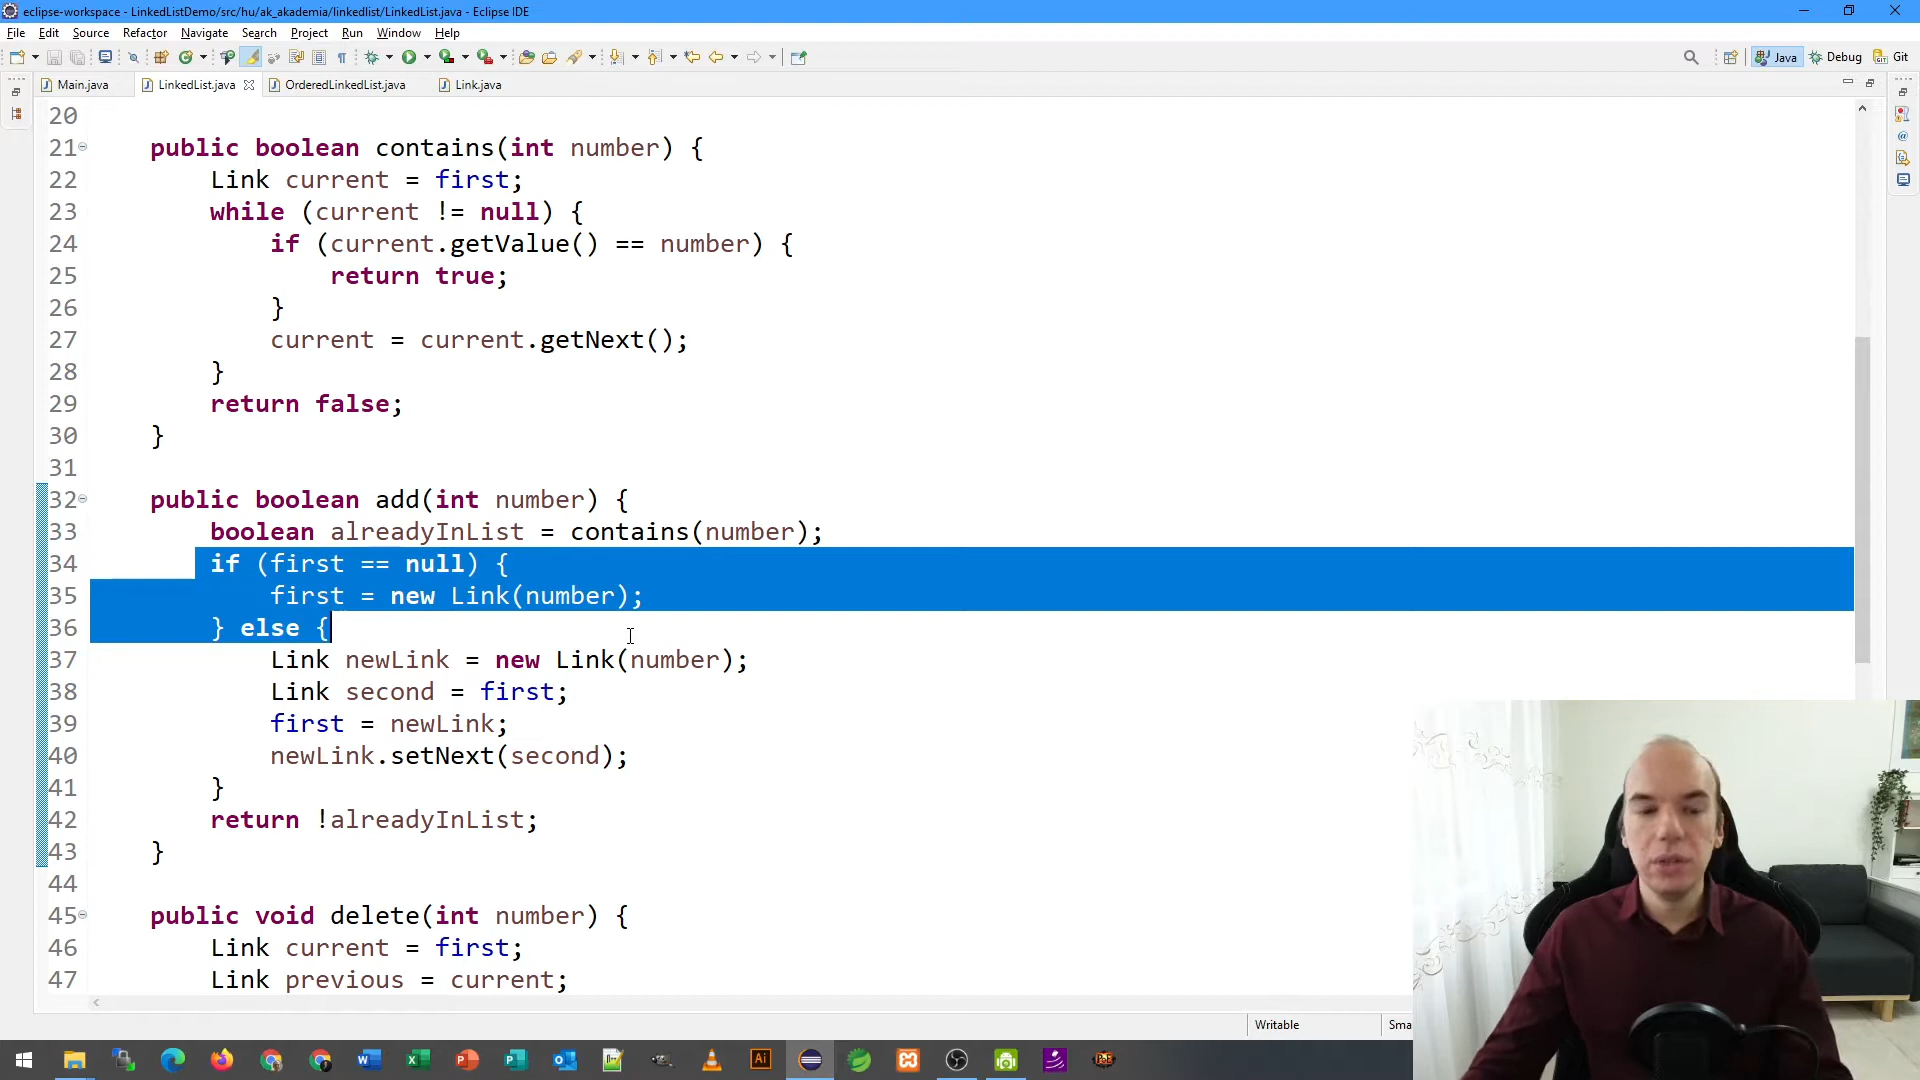 eclipse-workspace - LinkedListDemo/src/hu/ak_akademia/linkedlist/LinkedList.java - Eclipse IDE
File Edit Source Refactor Navigate Search Project Run Window Help
Java Debug Git
Main.java LinkedList.java OrderedLinkedList.java Link.java
20
21 public boolean contains(int number) {
22 Link current = first;
23 while (current != null) {
24 if (current.getValue() == number) {
25 return true;
26 }
27 current = current.getNext();
28 }
29 return false;
30 }
31
32 public boolean add(int number) {
33 boolean alreadyInList = contains(number);
34 if (first == null) {
35 first = new Link(number);
36 } else {
37 Link newLink = new Link(number);
38 Link second = first;
39 first = newLink;
40 newLink.setNext(second);
41 }
42 return !alreadyInList;
43 }
44
45 public void delete(int number) {
46 Link current = first;
47 Link previous = current;
Writable Sma